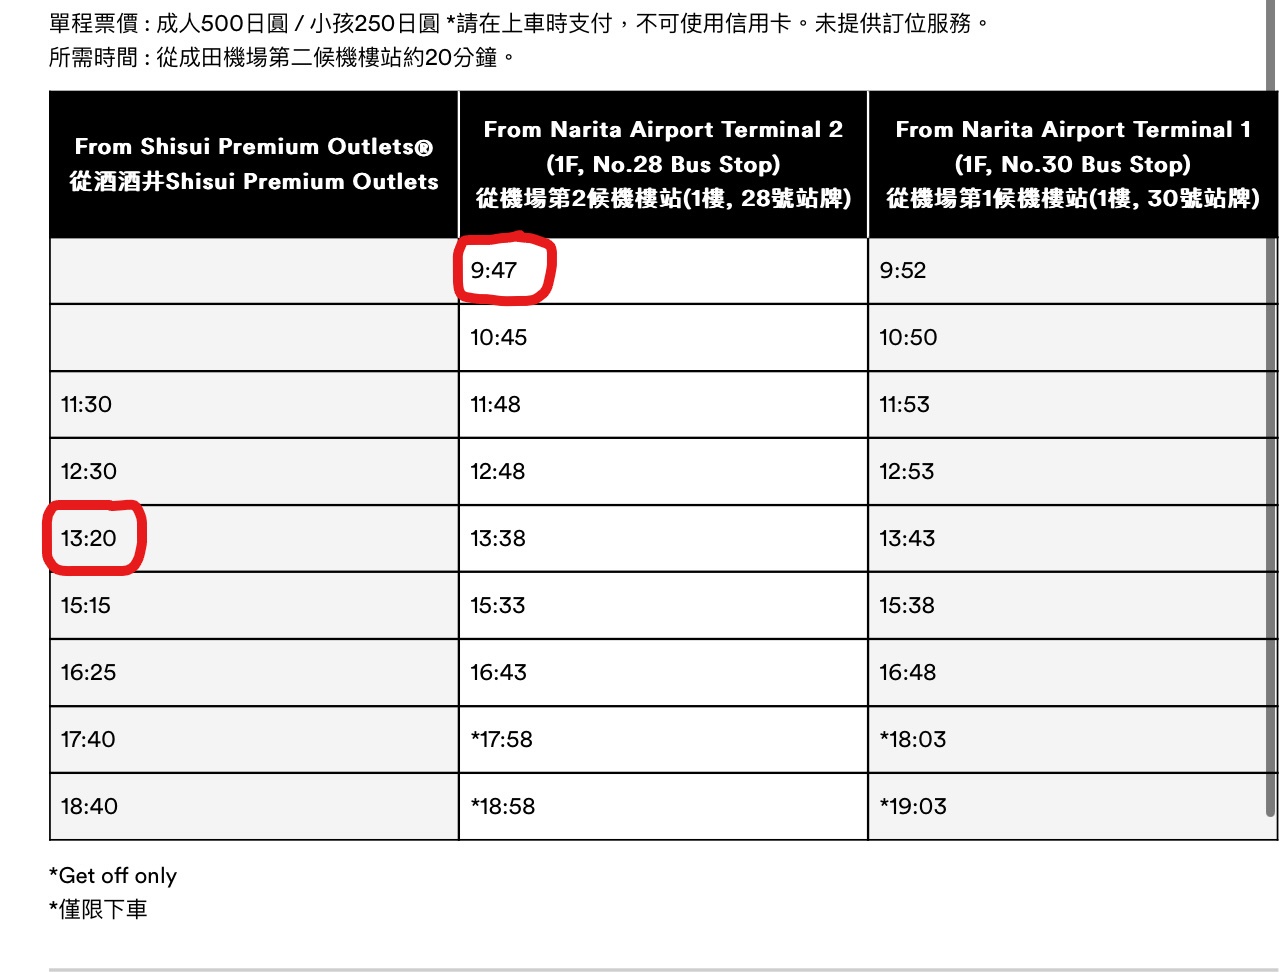 單程票價 : 成人500日圓 / 小孩250日圓 *請在上車時支付，不可使用信用卡。未提供訂位服務。
所需時間 : 從成田機場第二候機樓站約20分鐘。
From Shisui Premium Outlets®
從酒酒井Shisui Premium Outlets
From Narita Airport Terminal 2
(1F, No.28 Bus Stop)
從機場第2候機樓站(1樓, 28號站牌)
From Narita Airport Terminal 1
(1F, No.30 Bus Stop)
從機場第1候機樓站(1樓, 30號站牌)
9:47 9:52
10:45 10:50
11:30 11:48 11:53
12:30 12:48 12:53
13:20 13:38 13:43
15:15 15:33 15:38
16:25 16:43 16:48
17:40 *17:58 *18:03
18:40 *18:58 *19:03
*Get off only
*僅限下車